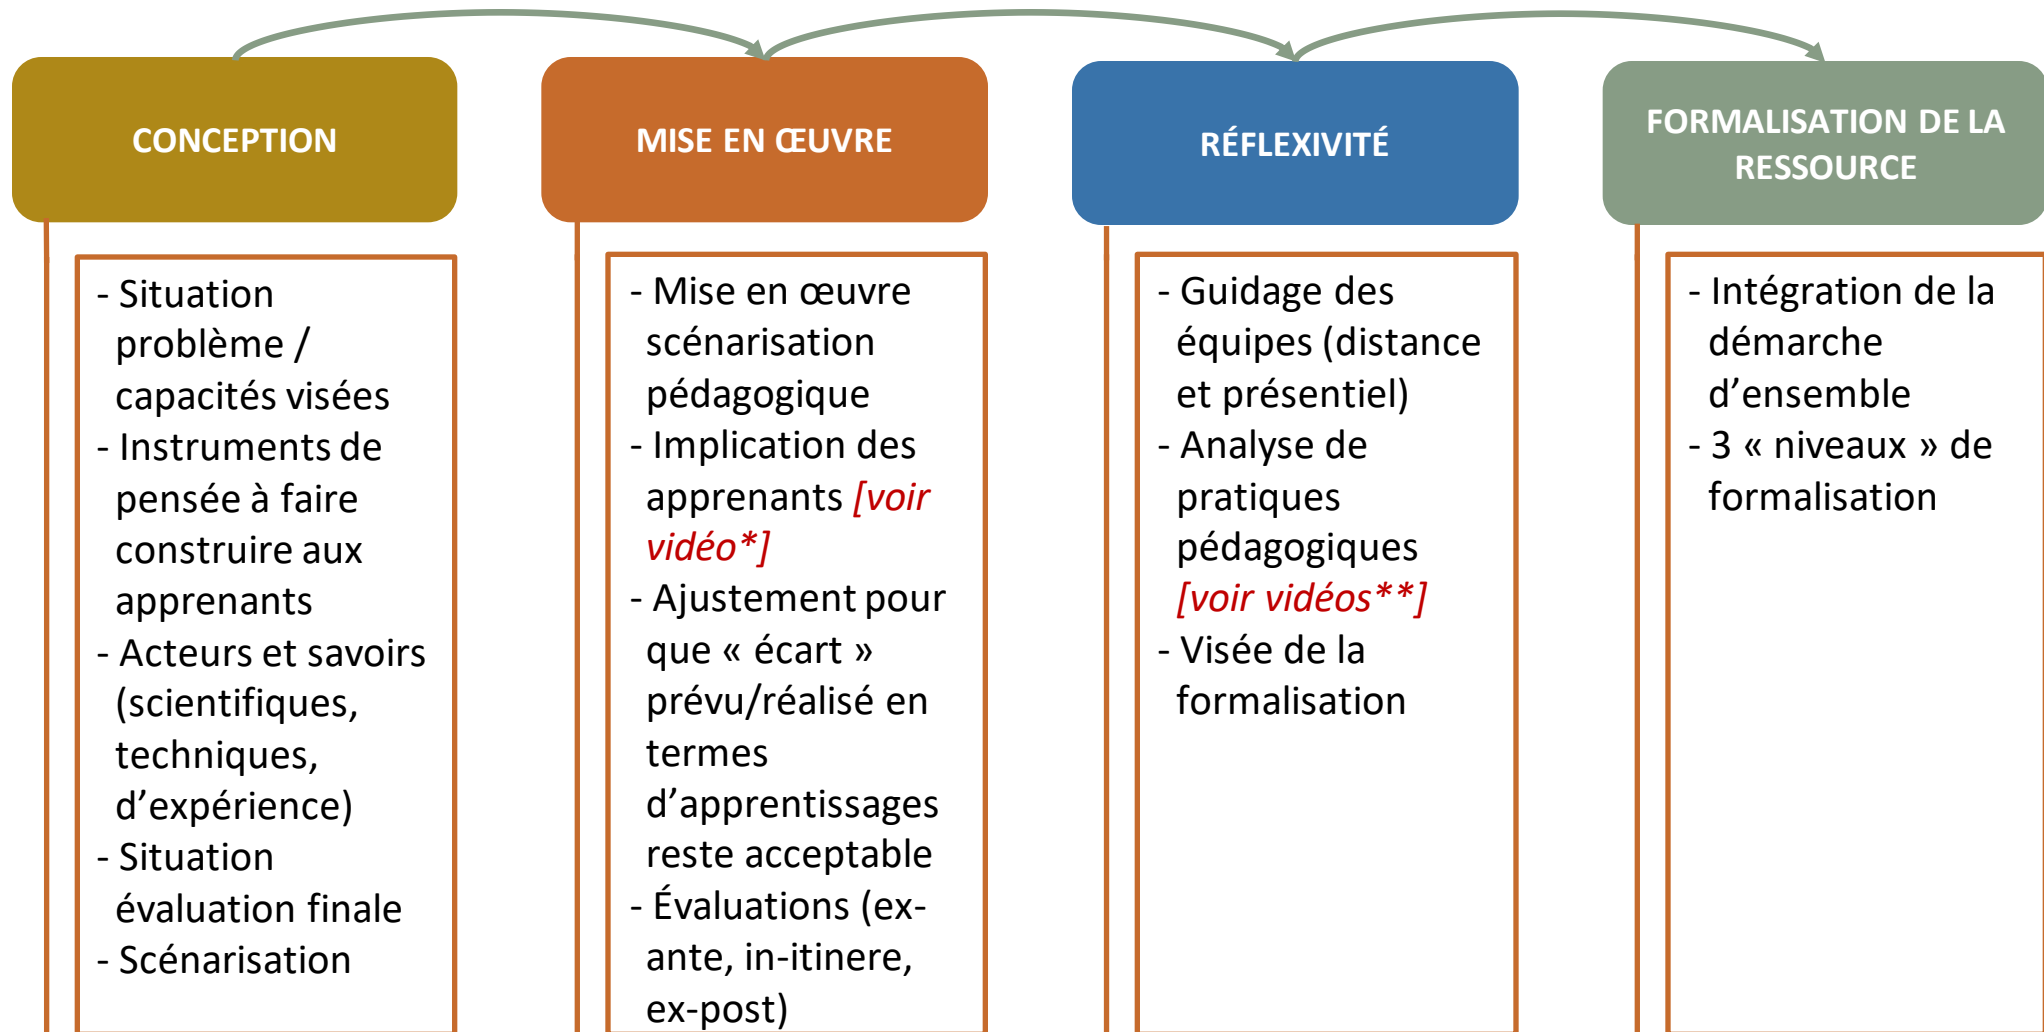 CONCEPTION
- Situation
problème /
capacités visées
- Instruments de
pensée à faire
construire aux
apprenants
- Acteurs et savoirs
(scientifiques,
techniques,
d’expérience)
- Situation
évaluation finale
- Scénarisation
MISE EN ŒUVRE
- Mise en œuvre
scénarisation
pédagogique
- Implication des
apprenants [voir
vidéo*]
- Ajustement pour
que « écart »
prévu/réalisé en
termes
d’apprentissages
reste acceptable
- Évaluations (ex-
ante, in-itinere,
ex-post)
RÉFLEXIVITÉ
- Guidage des
équipes (distance
et présentiel)
- Analyse de
pratiques
pédagogiques
[voir vidéos**]
- Visée de la
formalisation
FORMALISATION DE LA
RESSOURCE
- Intégration de la
démarche
d’ensemble
- 3 « niveaux » de
formalisation